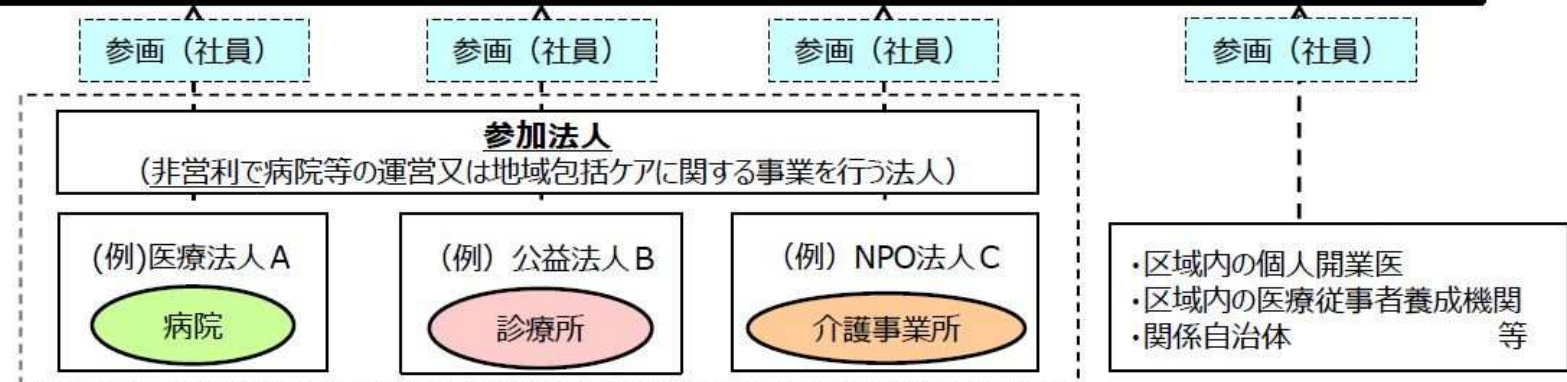 参画（社員）
参画（社員）
参画（社員）
参画（社員）
参加法人
（非営利で病院等の運営又は地域包括ケアに関する事業を行う法人）
(例)医療法人A
病院
（例）公益法人B
診療所
（例）NPO法人C
介護事業所
・区域内の個人開業医
・区域内の医療従事者養成機関
・関係自治体 等